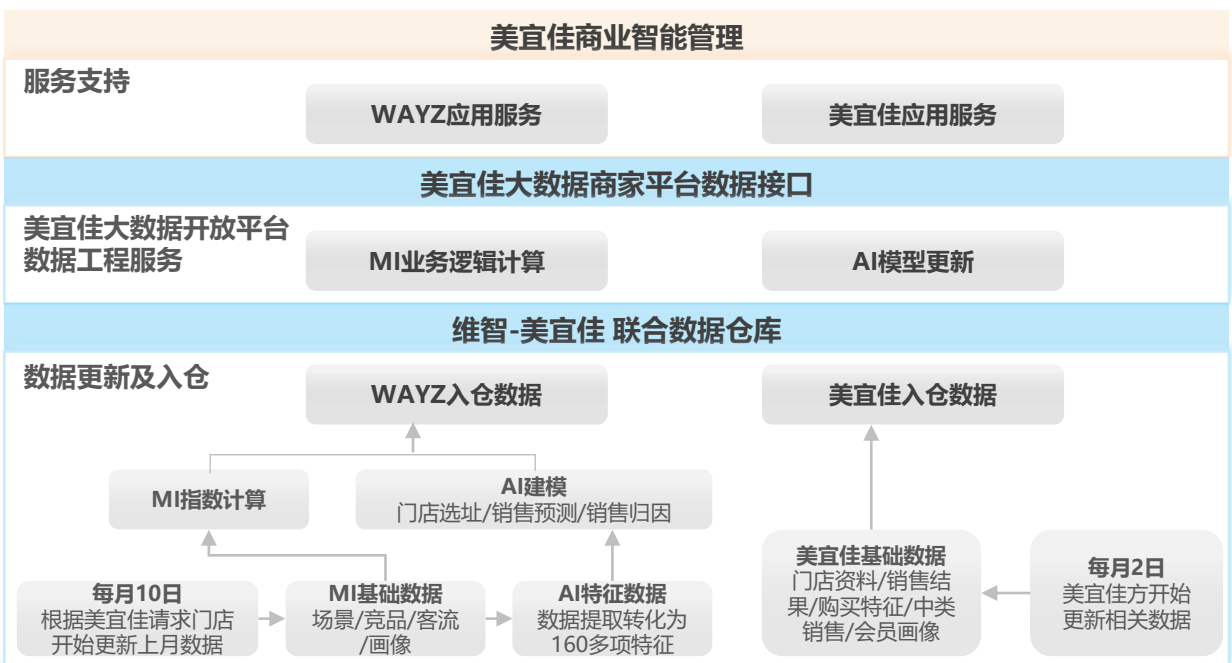 美宜佳商业智能管理
服务支持
WAYZ应用服务
美宜佳应用服务
美宜佳大数据商家平台数据接口
美宜佳大数据开放平台
数据工程服务
MI业务逻辑计算
AI模型更新
维智-美宜佳 联合数据仓库
数据更新及入仓
WAYZ入仓数据
美宜佳入仓数据
MI指数计算
AI建模
门店选址/销售预测/销售归因
每月10日
根据美宜佳请求门店
开始更新上月数据
MI基础数据
场景/竞品/客流
/画像
AI特征数据
数据提取转化为
160多项特征
美宜佳基础数据
门店资料/销售结
果/购买特征/中类
销售/会员画像
每月2日
美宜佳方开始
更新相关数据